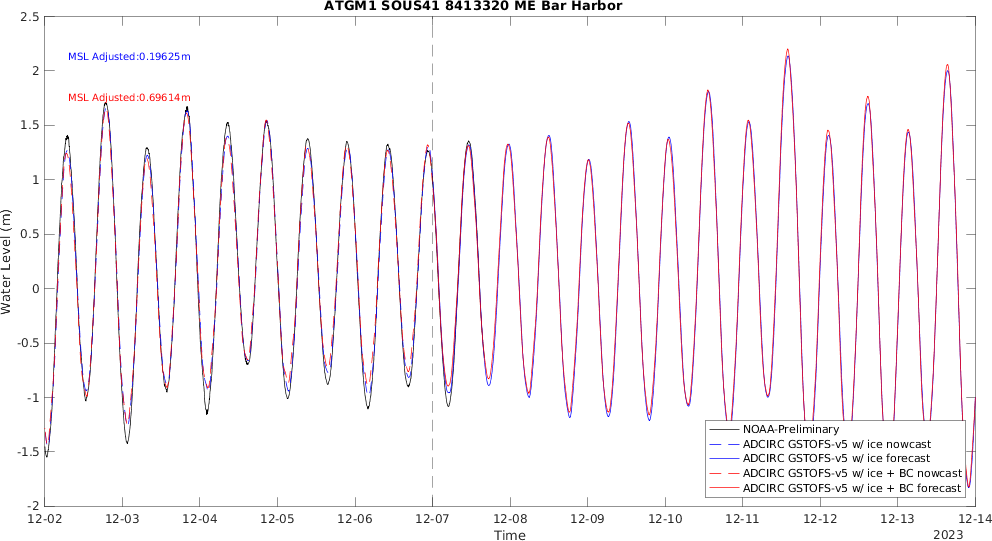 ATGM1 SOUS41 8413320 ME Bar Harbor
2.5
2
1.5
1
0.5
0
-0.5
-1
-1.5
-2
Water Level (m)
MSL Adjusted:0.19625m
MSL Adjusted:0.69614m
NOAA-Preliminary
ADCIRC GSTOFS-v5 w/ ice nowcast
ADCIRC GSTOFS-v5 w/ ice forecast
ADCIRC GSTOFS-v5 w/ ice + BC nowcast
ADCIRC GSTOFS-v5 w/ ice + BC forecast
12-02 12-03 12-04 12-05 12-06 12-07 12-08 12-09 12-10 12-11 12-12 12-13 12-14
Time
2023